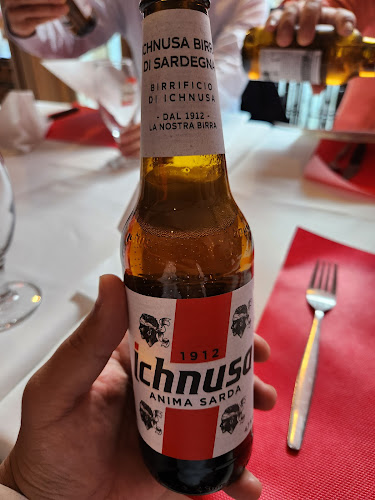 ICHNUSA BIRRA
DI SARDEGNA
BIRRIFICIO
DI ICHNUSA
- DAL 1912 -
LA NOSTRA BIRRA
1912
ichnusa
ANIMA SARDA